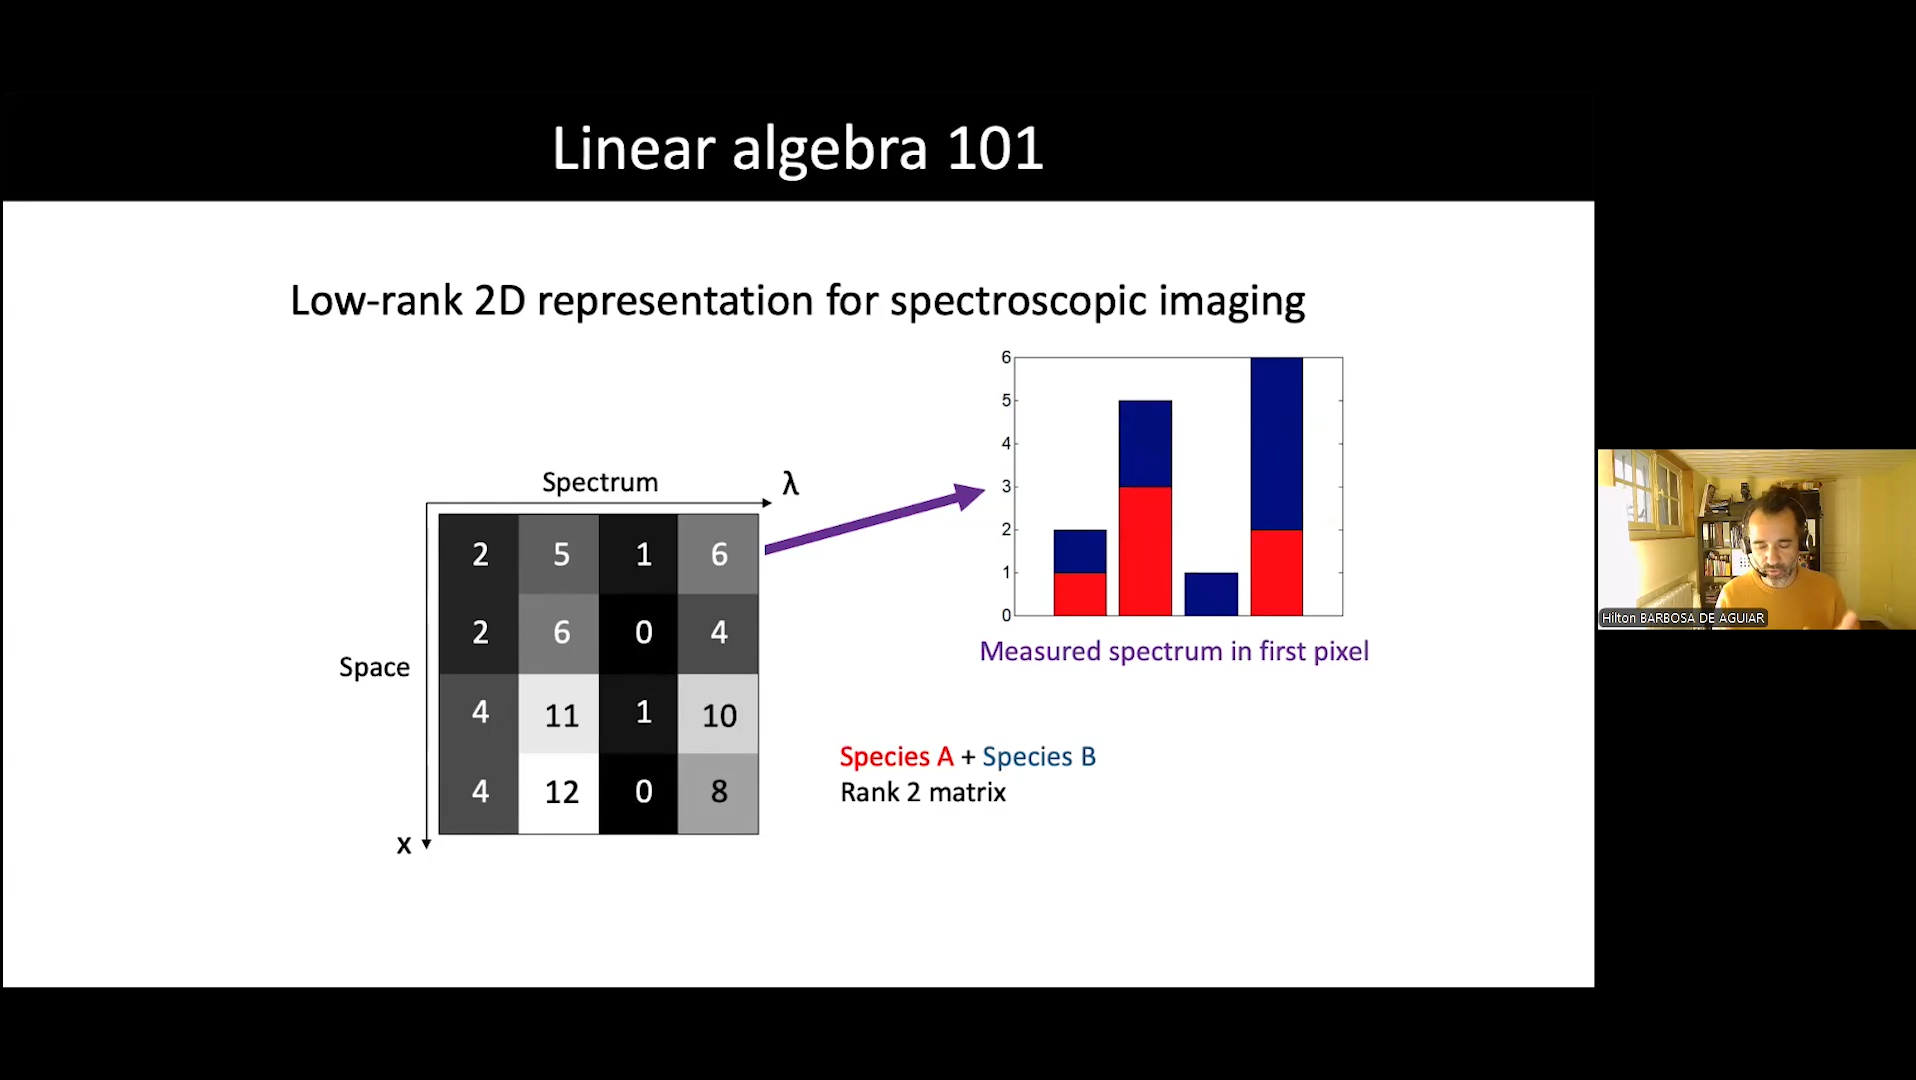 Linear algebra 101
Low-rank 2D representation for spectroscopic imaging
Spectrum λ
2 5 1 6
2 6 0 4
4 11 1 10
4 12 0 8
Space
x
6
5
4
3
2
1
0
Measured spectrum in first pixel
Species A + Species B
Rank 2 matrix
Hilton BARBOSA DE AGUIAR